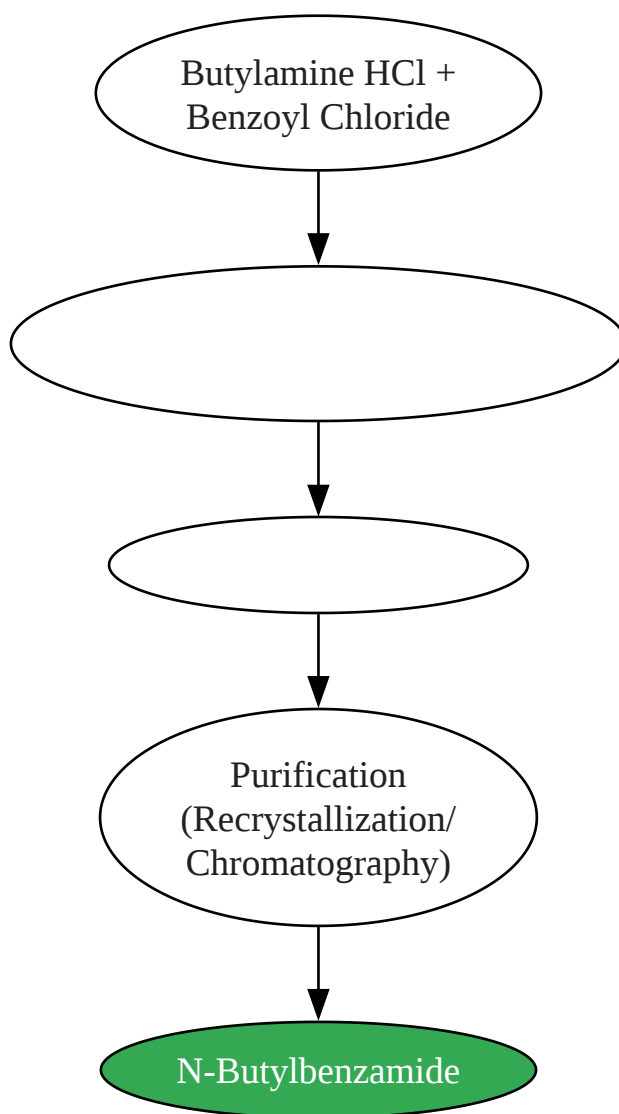 Butylamine HCl +
Benzoyl Chloride
Purification
(Recrystallization/
Chromatography)
N-Butylbenzamide